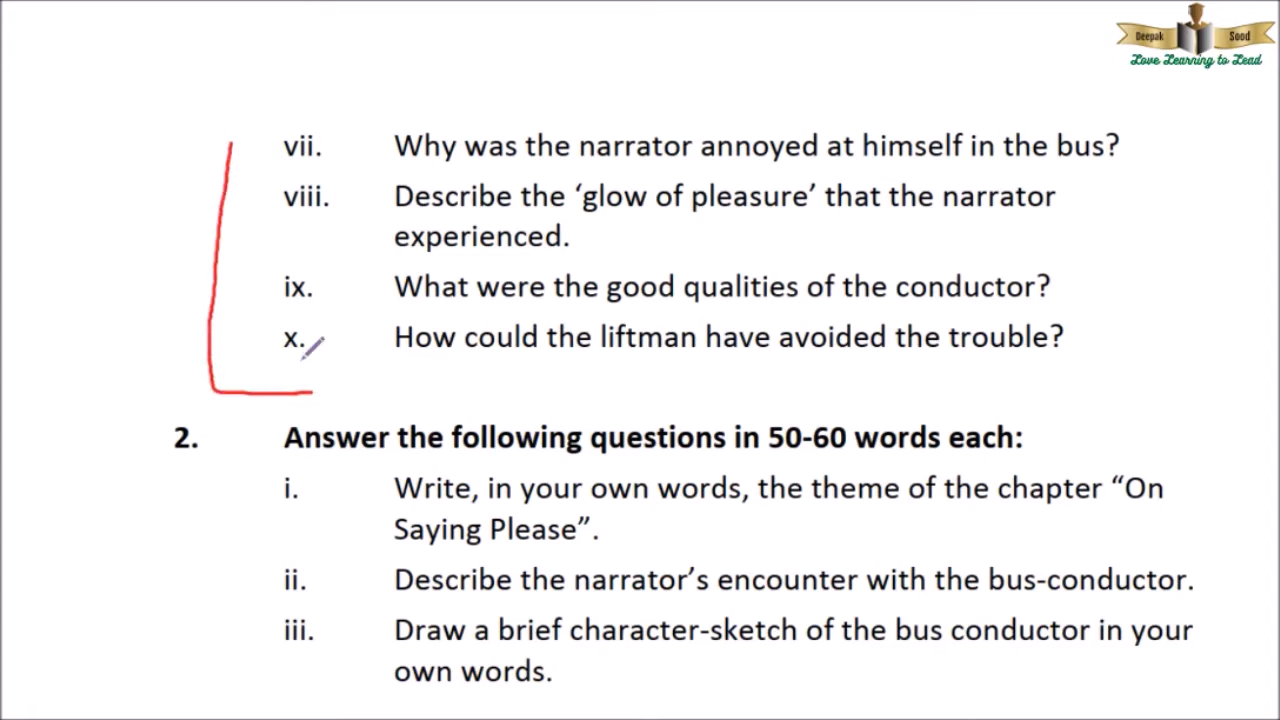 Deepak Sood
Love Learning to Lead
vii. Why was the narrator annoyed at himself in the bus?
viii. Describe the ‘glow of pleasure’ that the narrator
experienced.
ix. What were the good qualities of the conductor?
x. How could the liftman have avoided the trouble?
2. Answer the following questions in 50-60 words each:
i. Write, in your own words, the theme of the chapter “On
Saying Please”.
ii. Describe the narrator’s encounter with the bus-conductor.
iii. Draw a brief character-sketch of the bus conductor in your
own words.